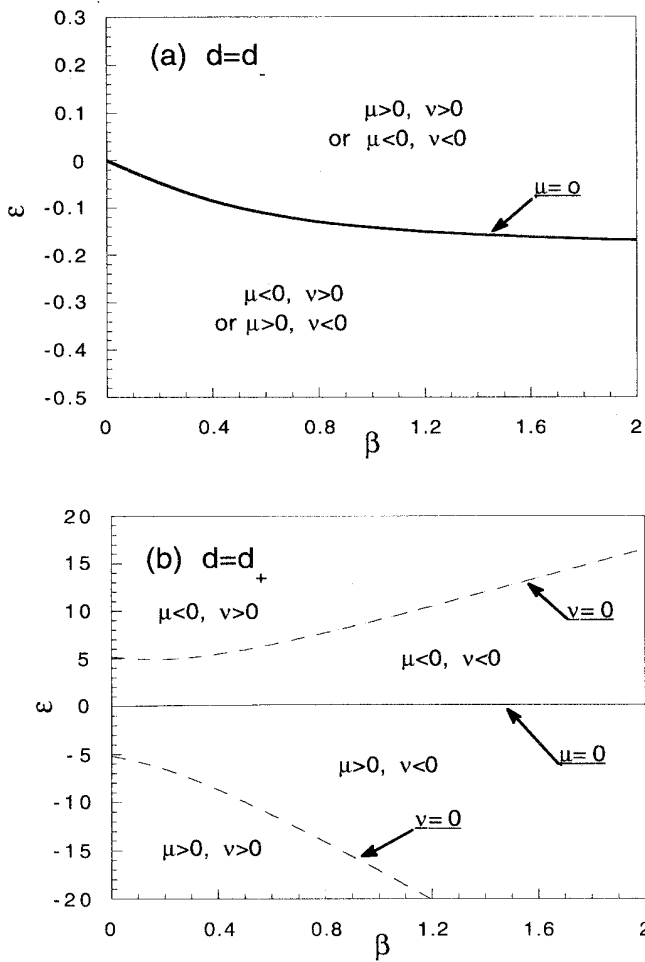 0.3
(a) d=d_-
0.2
μ>0, ν>0
0.1
or μ<0, ν<0
0
μ= o
ε
-0.1
-0.2
μ<0, ν>0
-0.3
or μ>0, ν<0
-0.4
-0.5
0 0.4 0.8 1.2 1.6 2
β
20
(b) d=d_+
15
μ<0, ν>0
ν= 0
10
μ<0, ν<0
5
ε
0
μ>0, ν<0
μ= 0
-5
-10
ν= 0
μ>0, ν>0
-15
-20
0 0.4 0.8 1.2 1.6 2
β